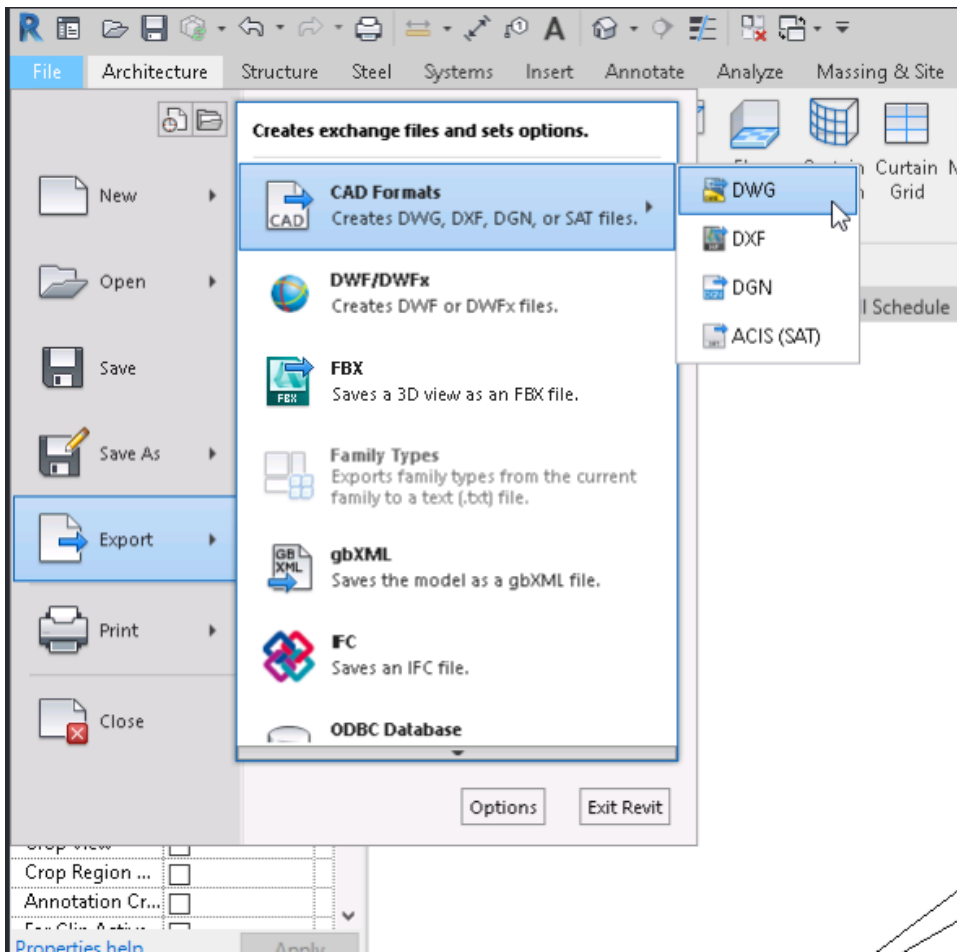 File Architecture Structure Steel Systems Insert Annotate Analyze Massing & Site
Creates exchange files and sets options.
New
Open
Save
Save As
Export
Print
Close
CAD
CAD Formats
Creates DWG, DXF, DGN, or SAT files.
DWF/DWFx
Creates DWF or DWFx files.
FBX
FBX
Saves a 3D view as an FBX file.
Family Types
Exports family types from the current
family to a text (.txt) file.
GB
XML
gbXML
Saves the model as a gbXML file.
IFC
Saves an IFC file.
ODBC Database
DWG
DXF
DGN
ACIS (SAT)
Curtain
Grid
Schedule
Options Exit Revit
Crop Region ...
Annotation Cr...
Properties help Apply